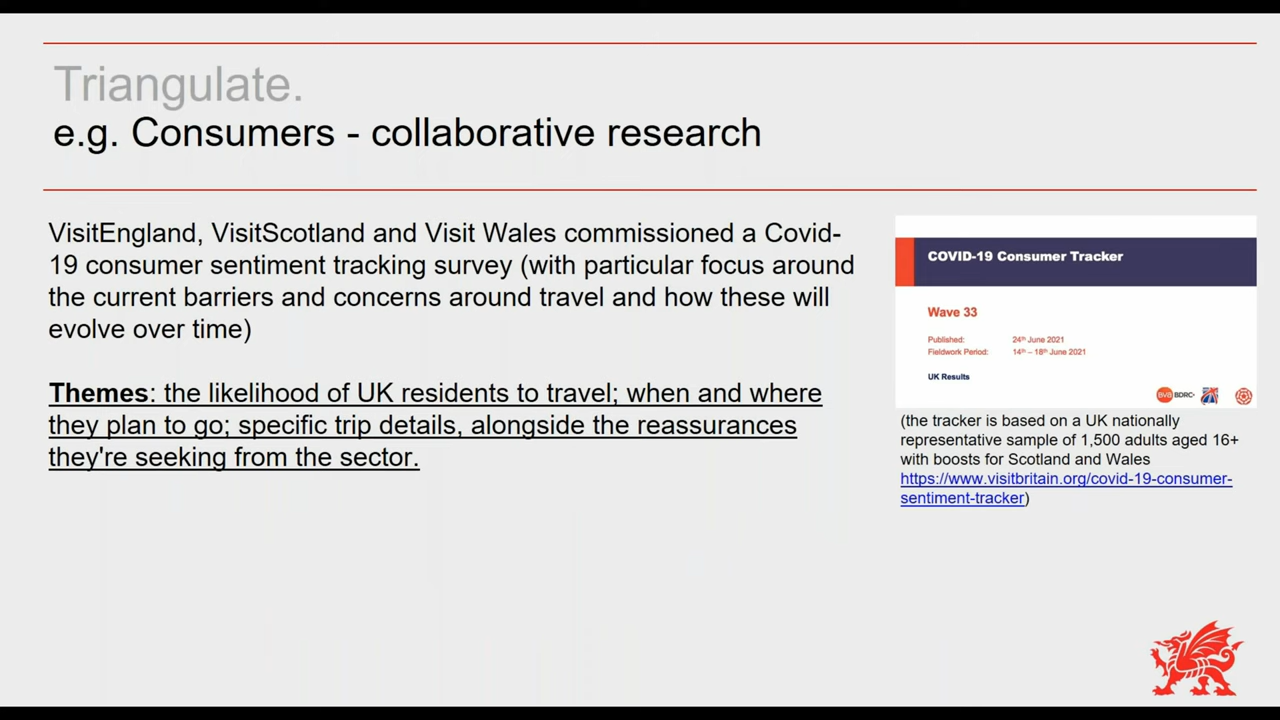 Triangulate.
e.g. Consumers - collaborative research
VisitEngland, VisitScotland and Visit Wales commissioned a Covid-
19 consumer sentiment tracking survey (with particular focus around
the current barriers and concerns around travel and how these will
evolve over time)
Themes: the likelihood of UK residents to travel; when and where
they plan to go; specific trip details, alongside the reassurances
they're seeking from the sector.
COVID-19 Consumer Tracker
Wave 33
Published: 24th June 2021
Fieldwork Period: 14th – 18th June 2021
UK Results
BVA BDRC
(the tracker is based on a UK nationally
representative sample of 1,500 adults aged 16+
with boosts for Scotland and Wales
https://www.visitbritain.org/covid-19-consumer-
sentiment-tracker)